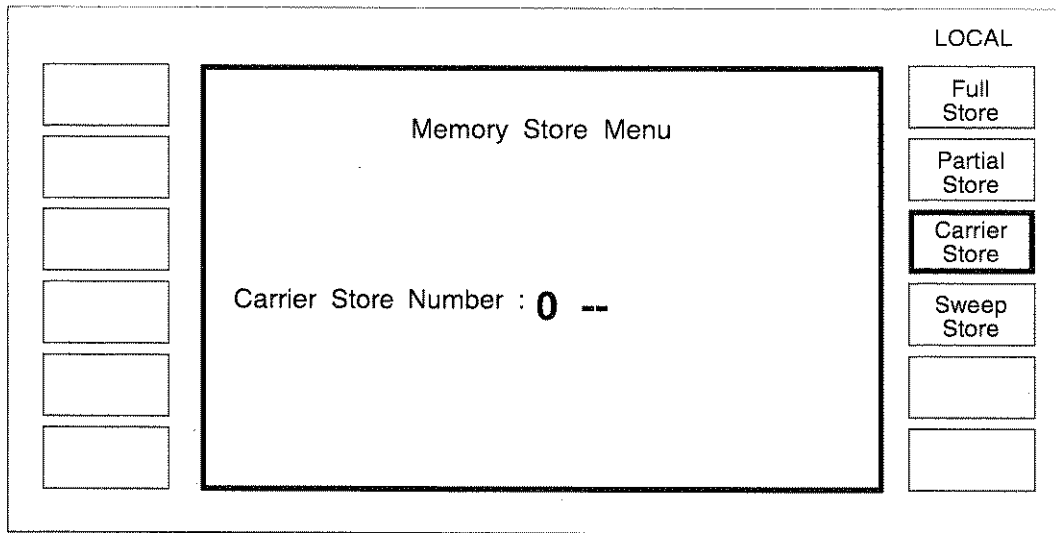 LOCAL
Full
Store
Memory Store Menu
Partial
Store
Carrier
Store
Carrier Store Number : 0 --
Sweep
Store